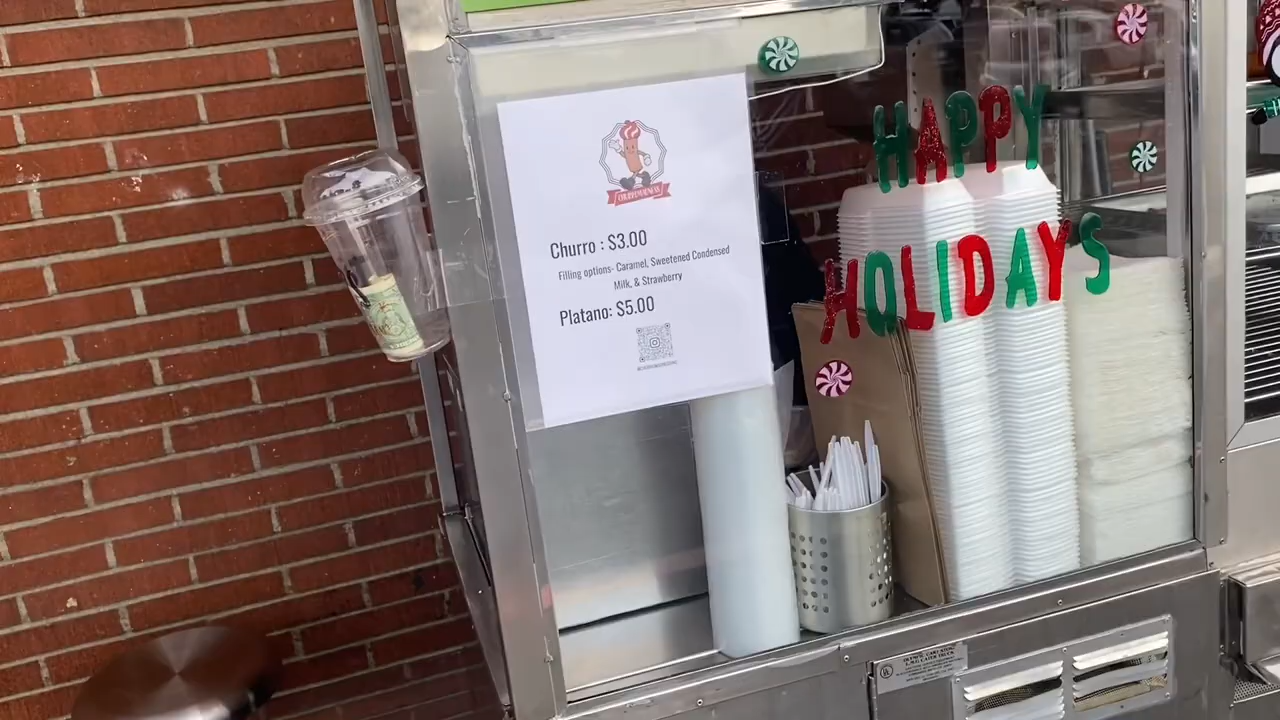 HAPPY
HOLIDAYS
Churro : $3.00
Filling options- Caramel, Sweetened Condensed
Milk, & Strawberry
Platano: $5.00